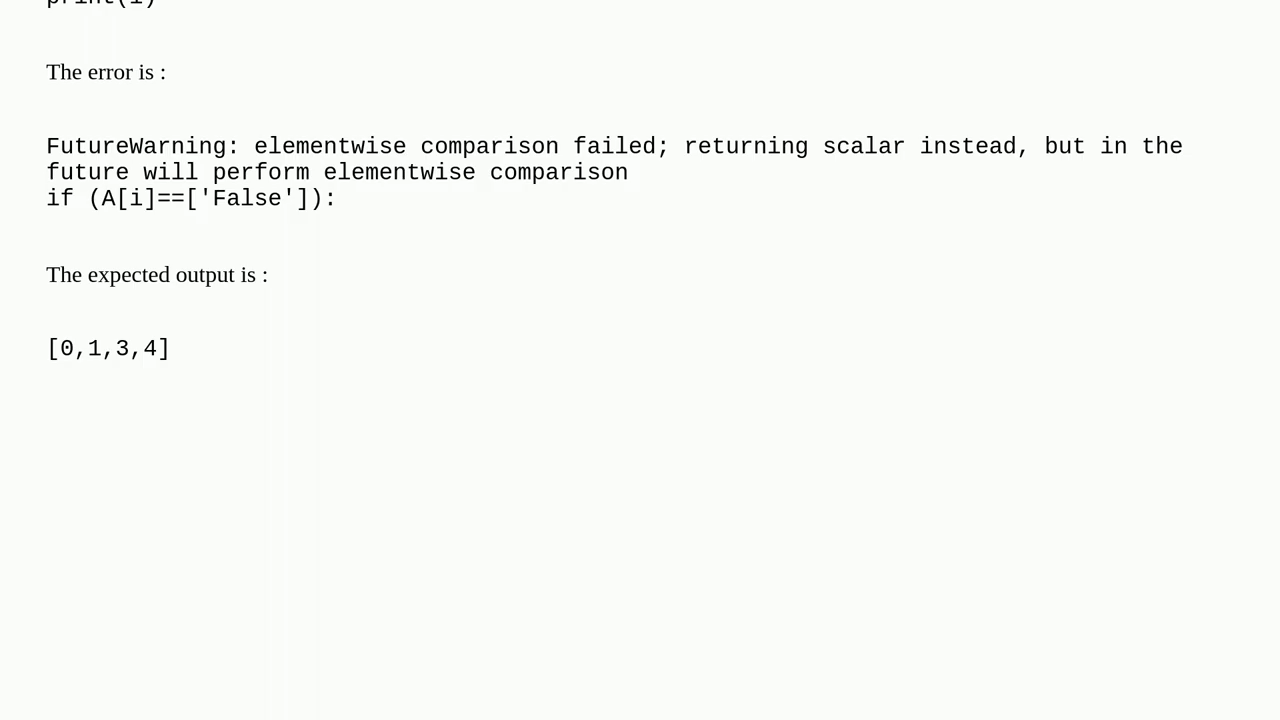 print(i)
The error is :
FutureWarning: elementwise comparison failed; returning scalar instead, but in the
future will perform elementwise comparison
if (A[i]==['False']):
The expected output is :
[0,1,3,4]